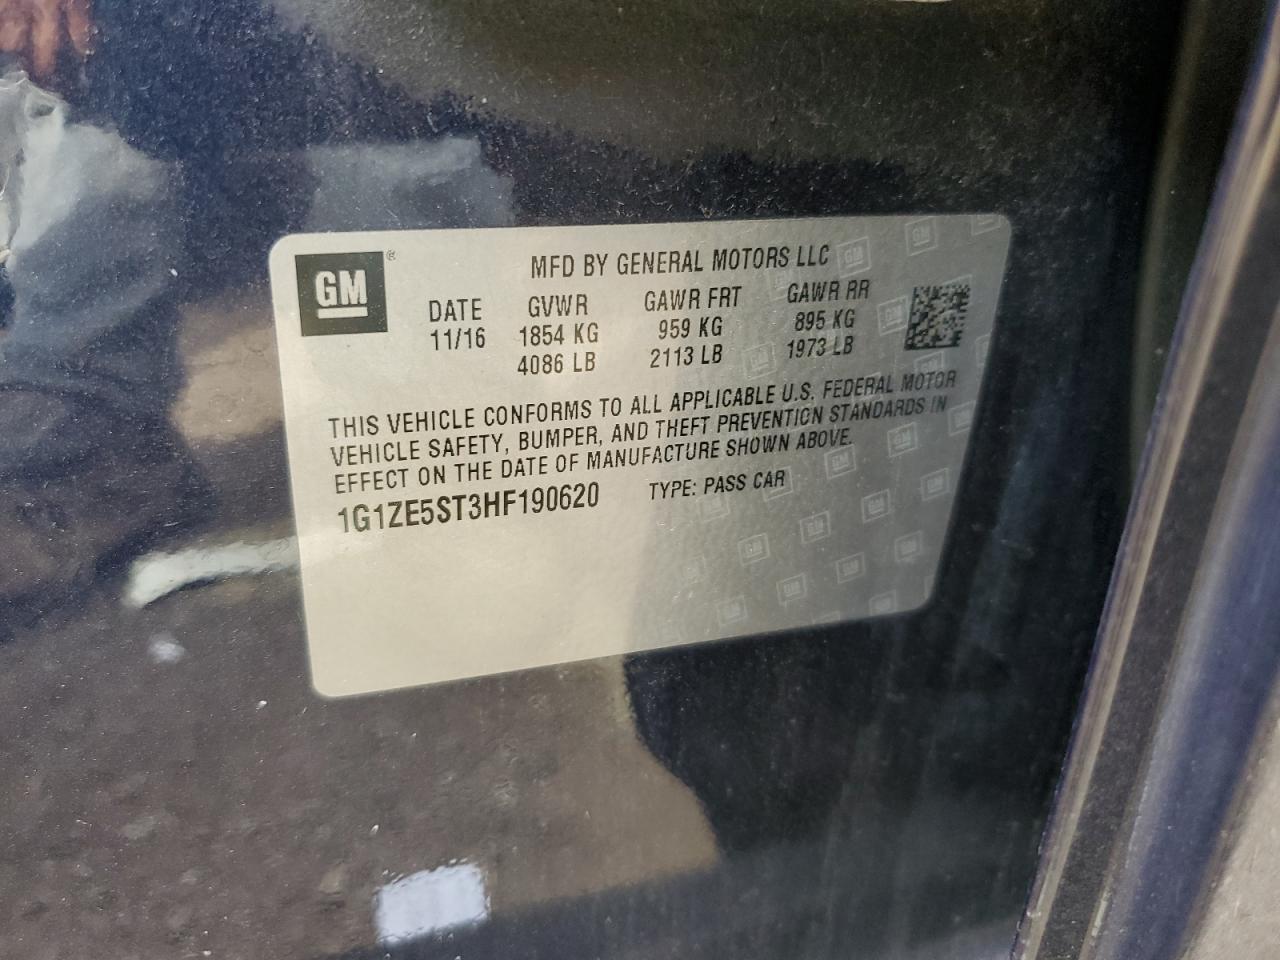 GM®
MFD BY GENERAL MOTORS LLC
DATE GVWR GAWR FRT GAWR RR
11/16 1854 KG 959 KG 895 KG
4086 LB 2113 LB 1973 LB
THIS VEHICLE CONFORMS TO ALL APPLICABLE U.S. FEDERAL MOTOR
VEHICLE SAFETY, BUMPER, AND THEFT PREVENTION STANDARDS IN
EFFECT ON THE DATE OF MANUFACTURE SHOWN ABOVE.
1G1ZE5ST3HF190620 TYPE: PASS CAR